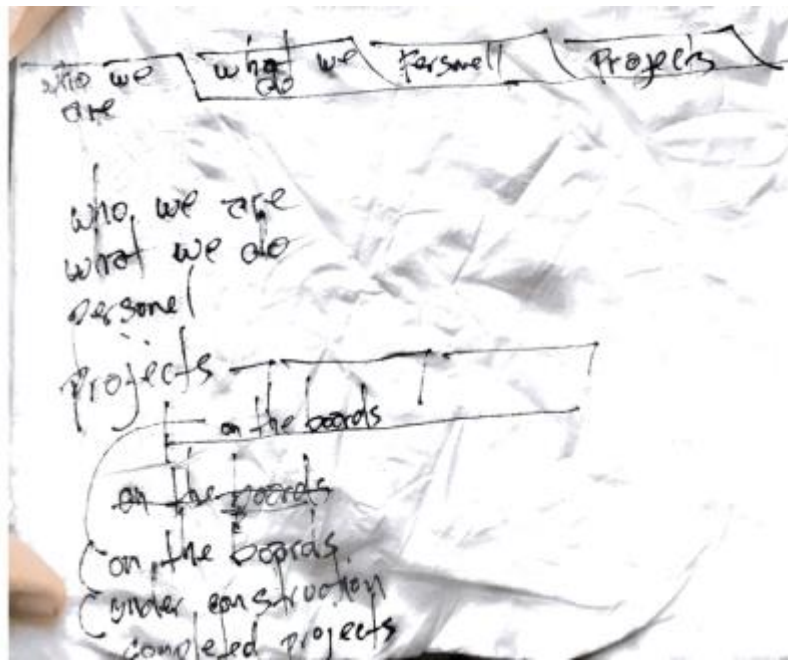 who we are
what we do
Personell
Projects
who we are
what we do
personel
projects
on the boards
on the boards
on the boards
under construction
completed projects